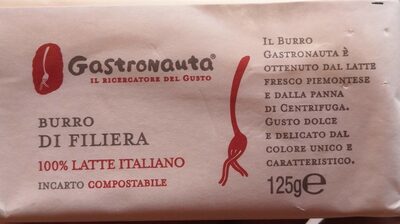 Gastronauta®
IL RICERCATORE DEL GUSTO
BURRO
DI FILIERA
100% LATTE ITALIANO
INCARTO COMPOSTABILE
IL BURRO
GASTRONAUTA È
OTTENUTO DAL LATTE
FRESCO PIEMONTESE
E DALLA PANNA
DI CENTRIFUGA.
GUSTO DOLCE
E DELICATO DAL
COLORE UNICO E
CARATTERISTICO.
125g℮